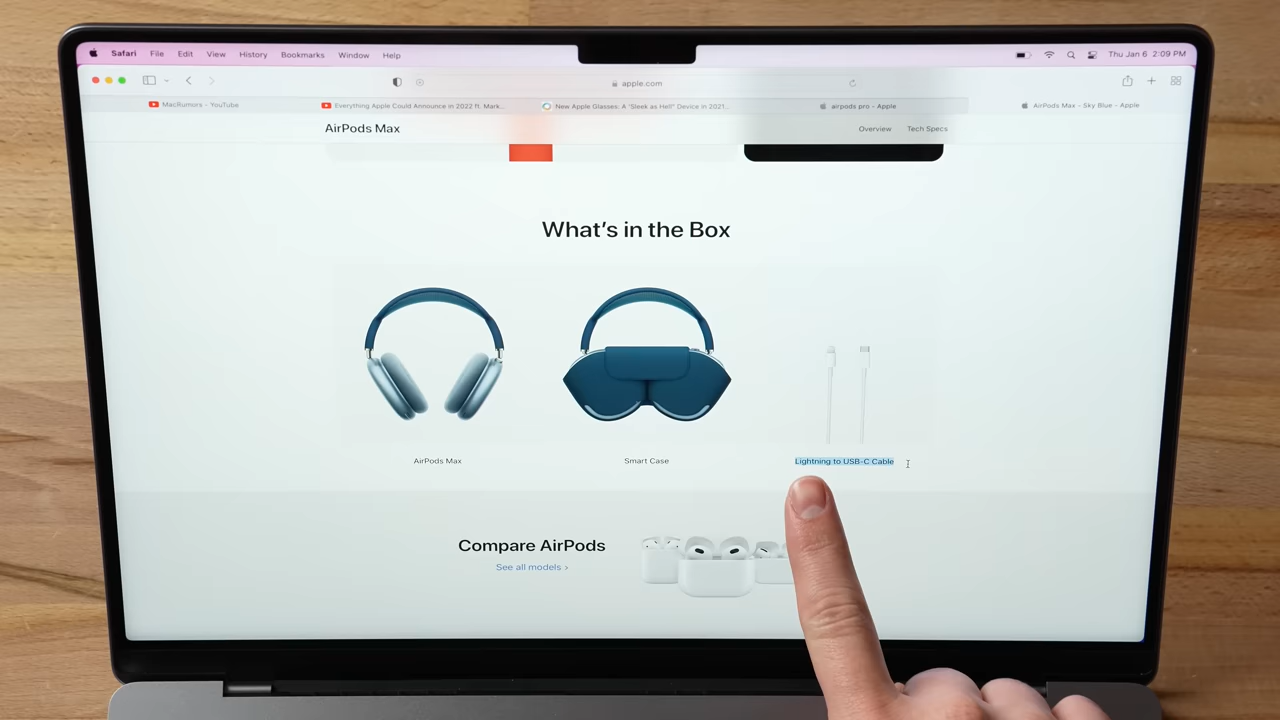 Safari File Edit View History Bookmarks Window Help
Thu Jan 6 2:09 PM
apple.com
MacRumors - YouTube
Everything Apple Could Announce in 2022 ft. Mark...
New Apple Glasses: A "Sleek as Hell" Device in 2021...
airpods pro - Apple
AirPods Max - Sky Blue - Apple
AirPods Max
Overview Tech Specs
What's in the Box
AirPods Max
Smart Case
Lightning to USB-C Cable
Compare AirPods
See all models >